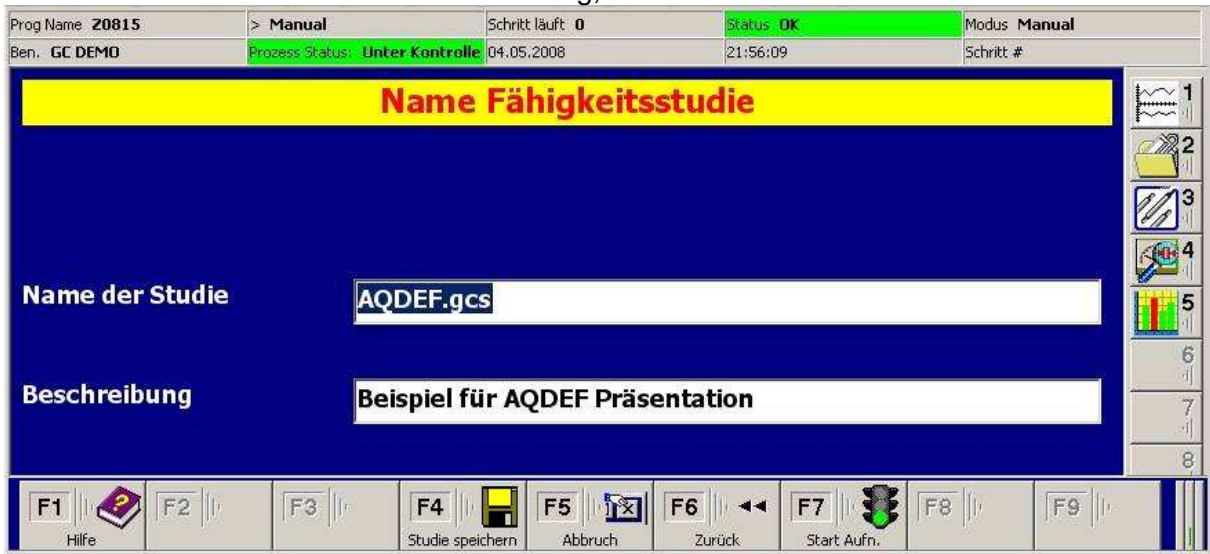 Prog Name Z0815 > Manual Schritt läuft 0 Status OK Modus Manual
Ben. GC DEMO Prozess Status: Unter Kontrolle 04.05.2008 21:56:09 Schritt #
Name Fähigkeitsstudie
1
2
3
4
Name der Studie AQDEF.gcs
5
6
Beschreibung Beispiel für AQDEF Präsentation
7
8
F1 F2 F3 F4 F5 F6 F7 F8 F9
Hilfe Studie speichern Abbruch Zurück Start Aufn.